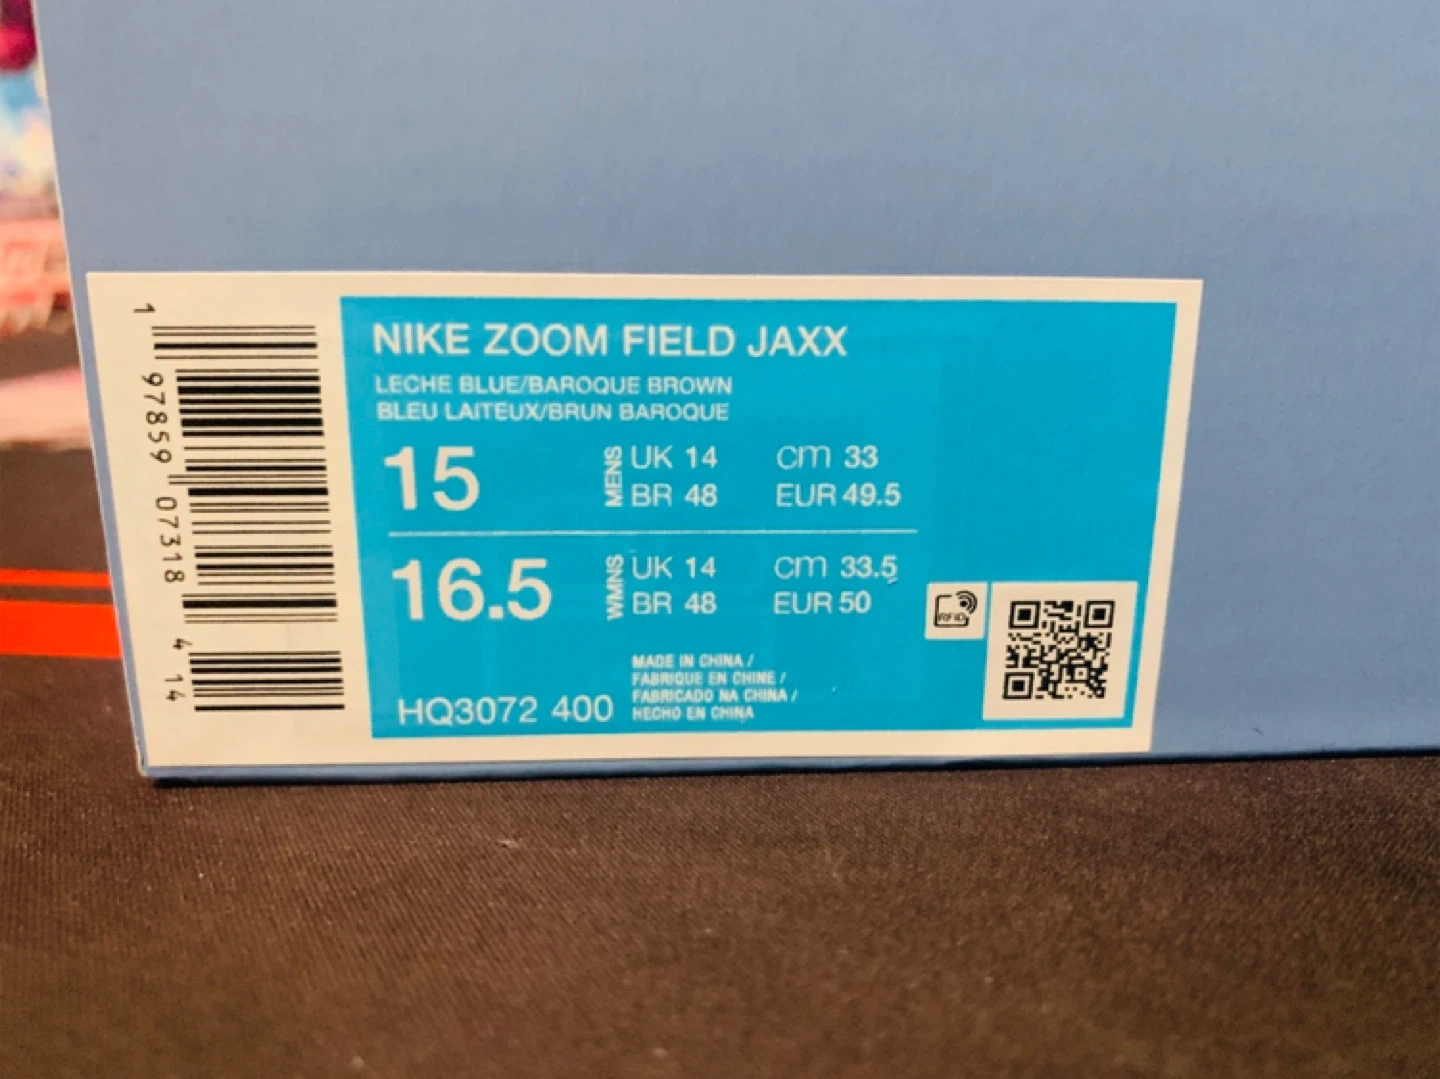 1 97859 07318 4 14
NIKE ZOOM FIELD JAXX
LECHE BLUE/BAROQUE BROWN
BLEU LAITEUX/BRUN BAROQUE
15 MENS UK 14 cm 33
BR 48 EUR 49.5
16.5 WMNS UK 14 cm 33.5
BR 48 EUR 50
RFID
MADE IN CHINA /
FABRIQUE EN CHINE /
FABRICADO NA CHINA /
HECHO EN CHINA
HQ3072 400